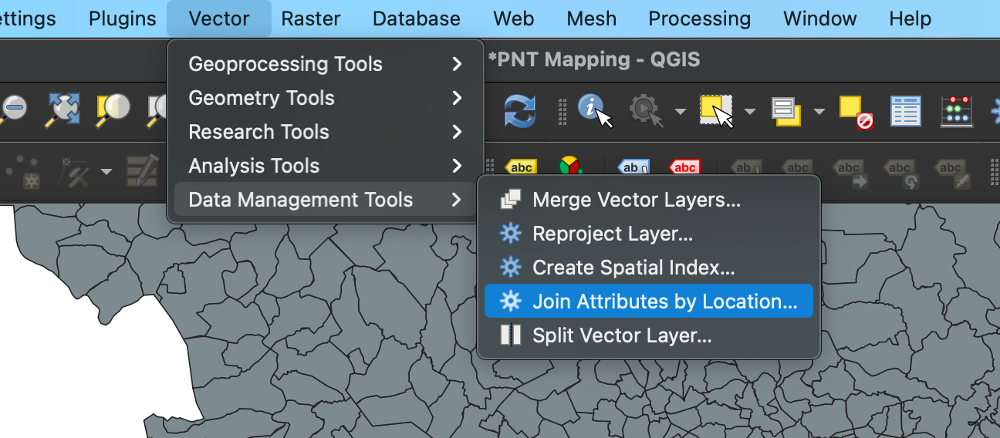 ettings Plugins Vector Raster Database Web Mesh Processing Window Help
*PNT Mapping - QGIS
Geoprocessing Tools
Geometry Tools
Research Tools
Analysis Tools
Data Management Tools
abc ab abc ab abc abc abc abc
Merge Vector Layers...
Reproject Layer...
Create Spatial Index...
Join Attributes by Location...
Split Vector Layer...